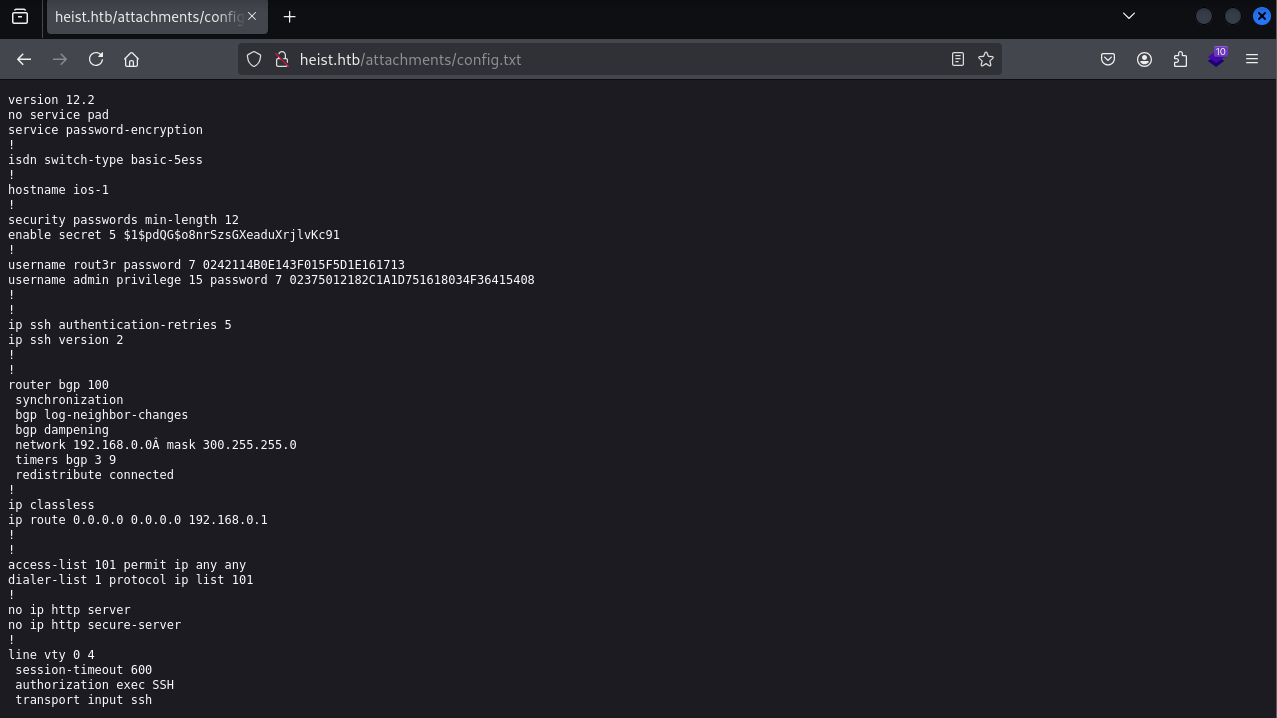 heist.htb/attachments/config
heist.htb/attachments/config.txt
10
version 12.2
no service pad
service password-encryption
!
isdn switch-type basic-5ess
!
hostname ios-1
!
security passwords min-length 12
enable secret 5 $1$pdQG$o8nrSzsGXeaduXrjlvKc91
!
username rout3r password 7 0242114B0E143F015F5D1E161713
username admin privilege 15 password 7 02375012182C1A1D751618034F36415408
!
!
ip ssh authentication-retries 5
ip ssh version 2
!
!
router bgp 100
 synchronization
 bgp log-neighbor-changes
 bgp dampening
 network 192.168.0.0Â mask 300.255.255.0
 timers bgp 3 9
 redistribute connected
!
ip classless
ip route 0.0.0.0 0.0.0.0 192.168.0.1
!
!
access-list 101 permit ip any any
dialer-list 1 protocol ip list 101
!
no ip http server
no ip http secure-server
!
line vty 0 4
 session-timeout 600
 authorization exec SSH
 transport input ssh